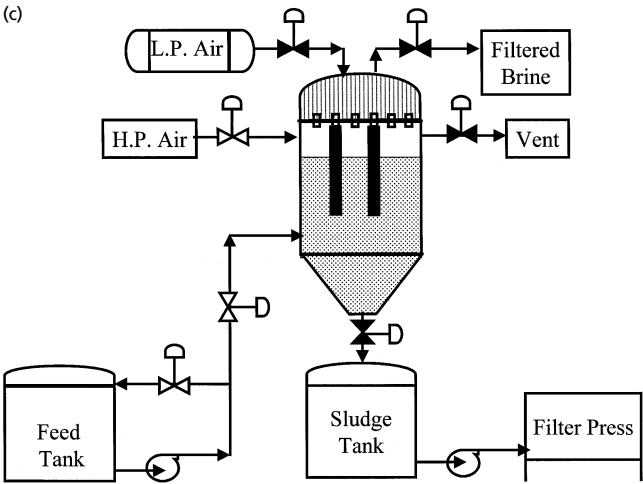 (c)
L.P. Air
Filtered
Brine
H.P. Air
Vent
Feed
Tank
Sludge
Tank
Filter Press